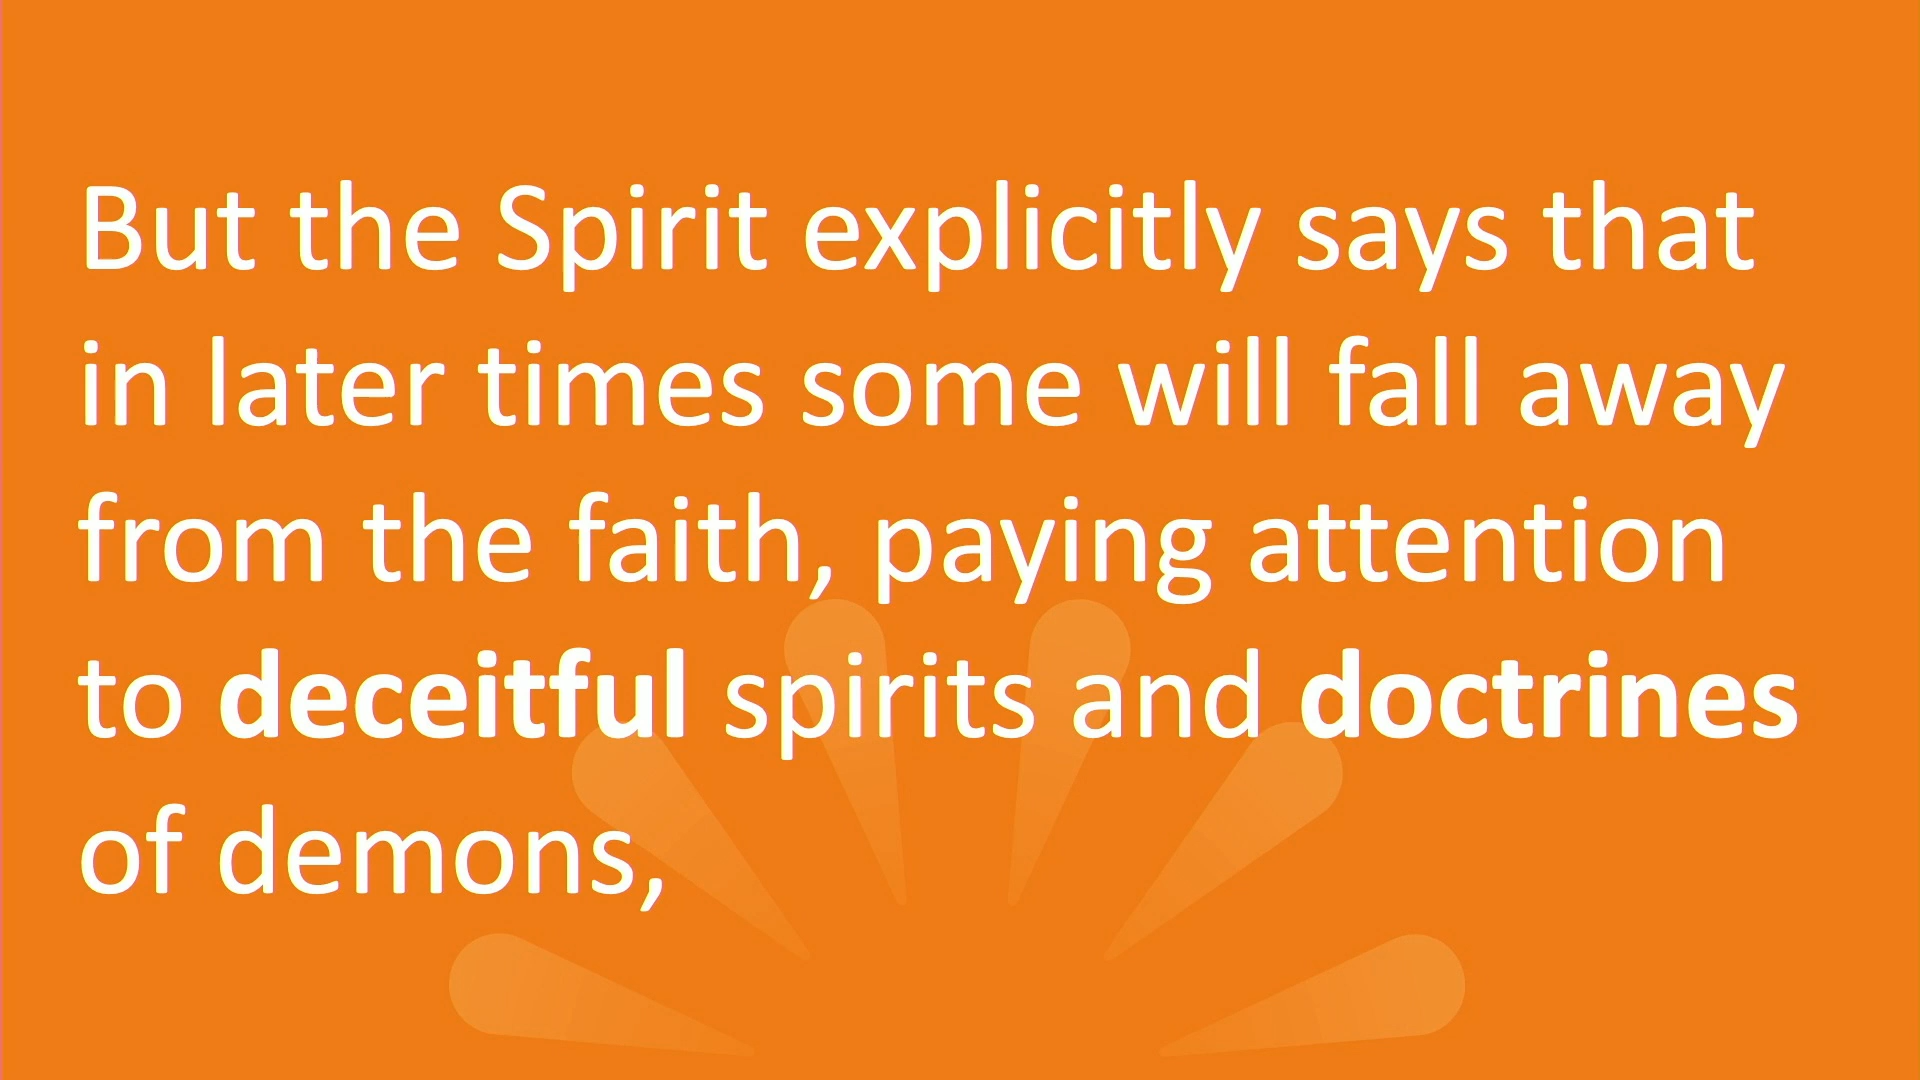 But the Spirit explicitly says that
in later times some will fall away
from the faith, paying attention
to deceitful spirits and doctrines
of demons,